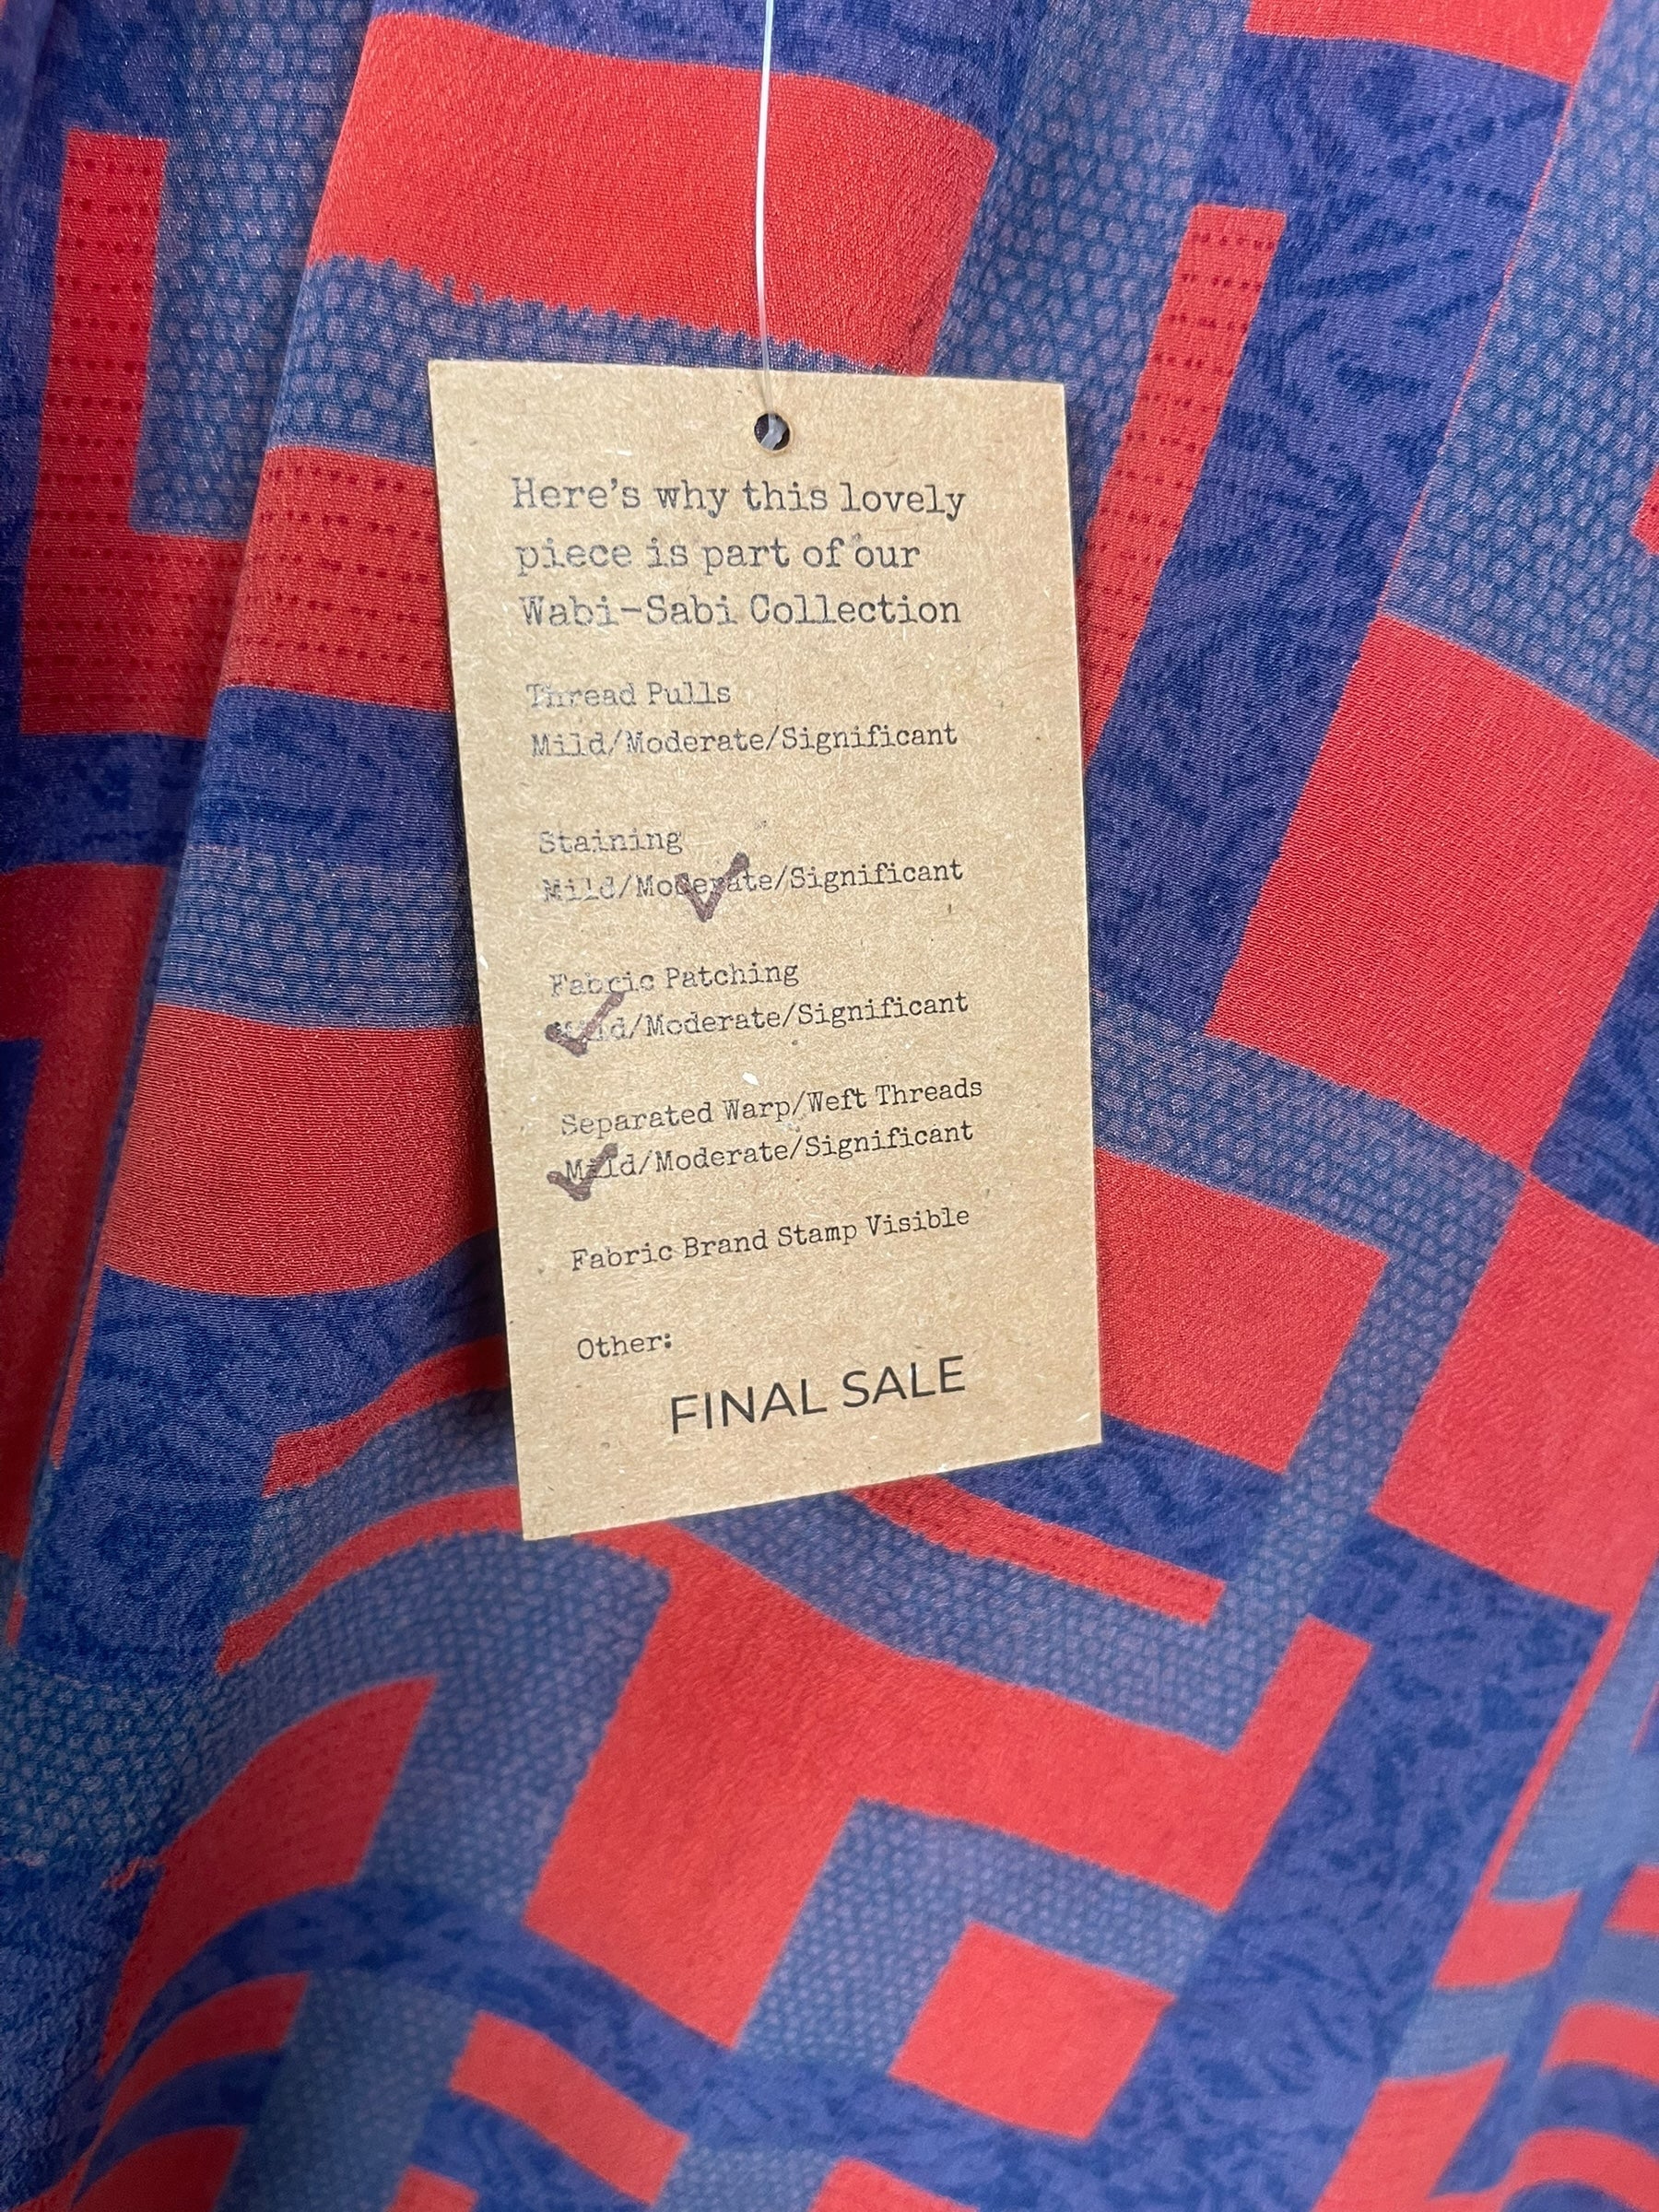 Here's why this lovely
piece is part of our
Wabi-Sabi Collection
Thread Pulls
Mild/Moderate/Significant
Staining
Mild/Moderate/Significant
Fabric Patching
Mild/Moderate/Significant
Separated Warp/Weft Threads
Mild/Moderate/Significant
Fabric Brand Stamp Visible
Other:
FINAL SALE